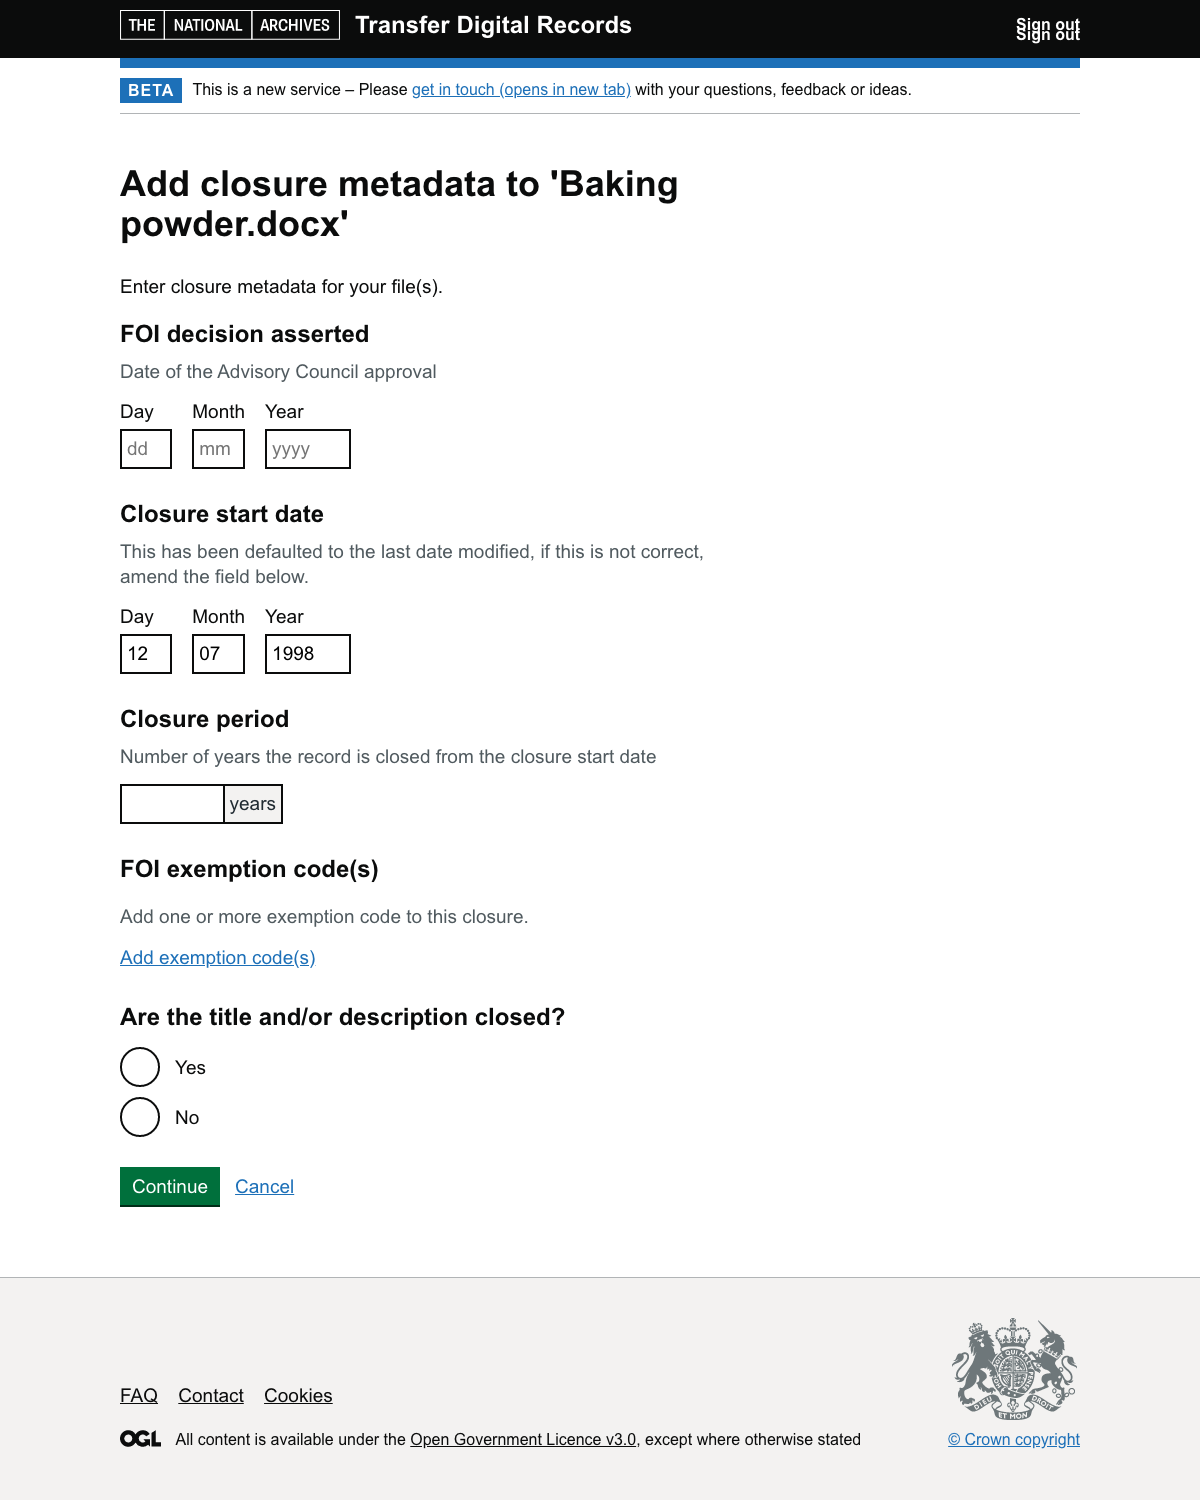 THE NATIONAL ARCHIVES Transfer Digital Records Sign out
Sign out
BETA This is a new service – Please get in touch (opens in new tab) with your questions, feedback or ideas.
Add closure metadata to 'Baking
powder.docx'
Enter closure metadata for your file(s).
FOI decision asserted
Date of the Advisory Council approval
Day Month Year
dd mm yyyy
Closure start date
This has been defaulted to the last date modified, if this is not correct,
amend the field below.
Day Month Year
12 07 1998
Closure period
Number of years the record is closed from the closure start date
years
FOI exemption code(s)
Add one or more exemption code to this closure.
Add exemption code(s)
Are the title and/or description closed?
Yes
No
Continue Cancel
FAQ Contact Cookies
DIEU ET MON DROIT
OGL All content is available under the Open Government Licence v3.0, except where otherwise stated © Crown copyright